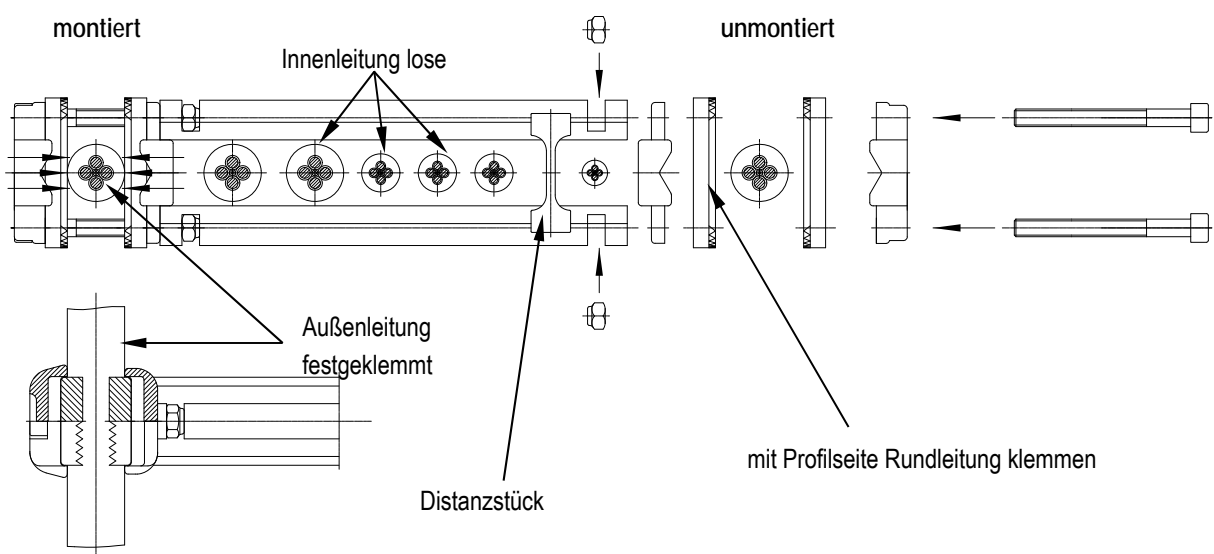 montiert
unmontiert
Innenleitung lose
Außenleitung
festgeklemmt
mit Profilseite Rundleitung klemmen
Distanzstück